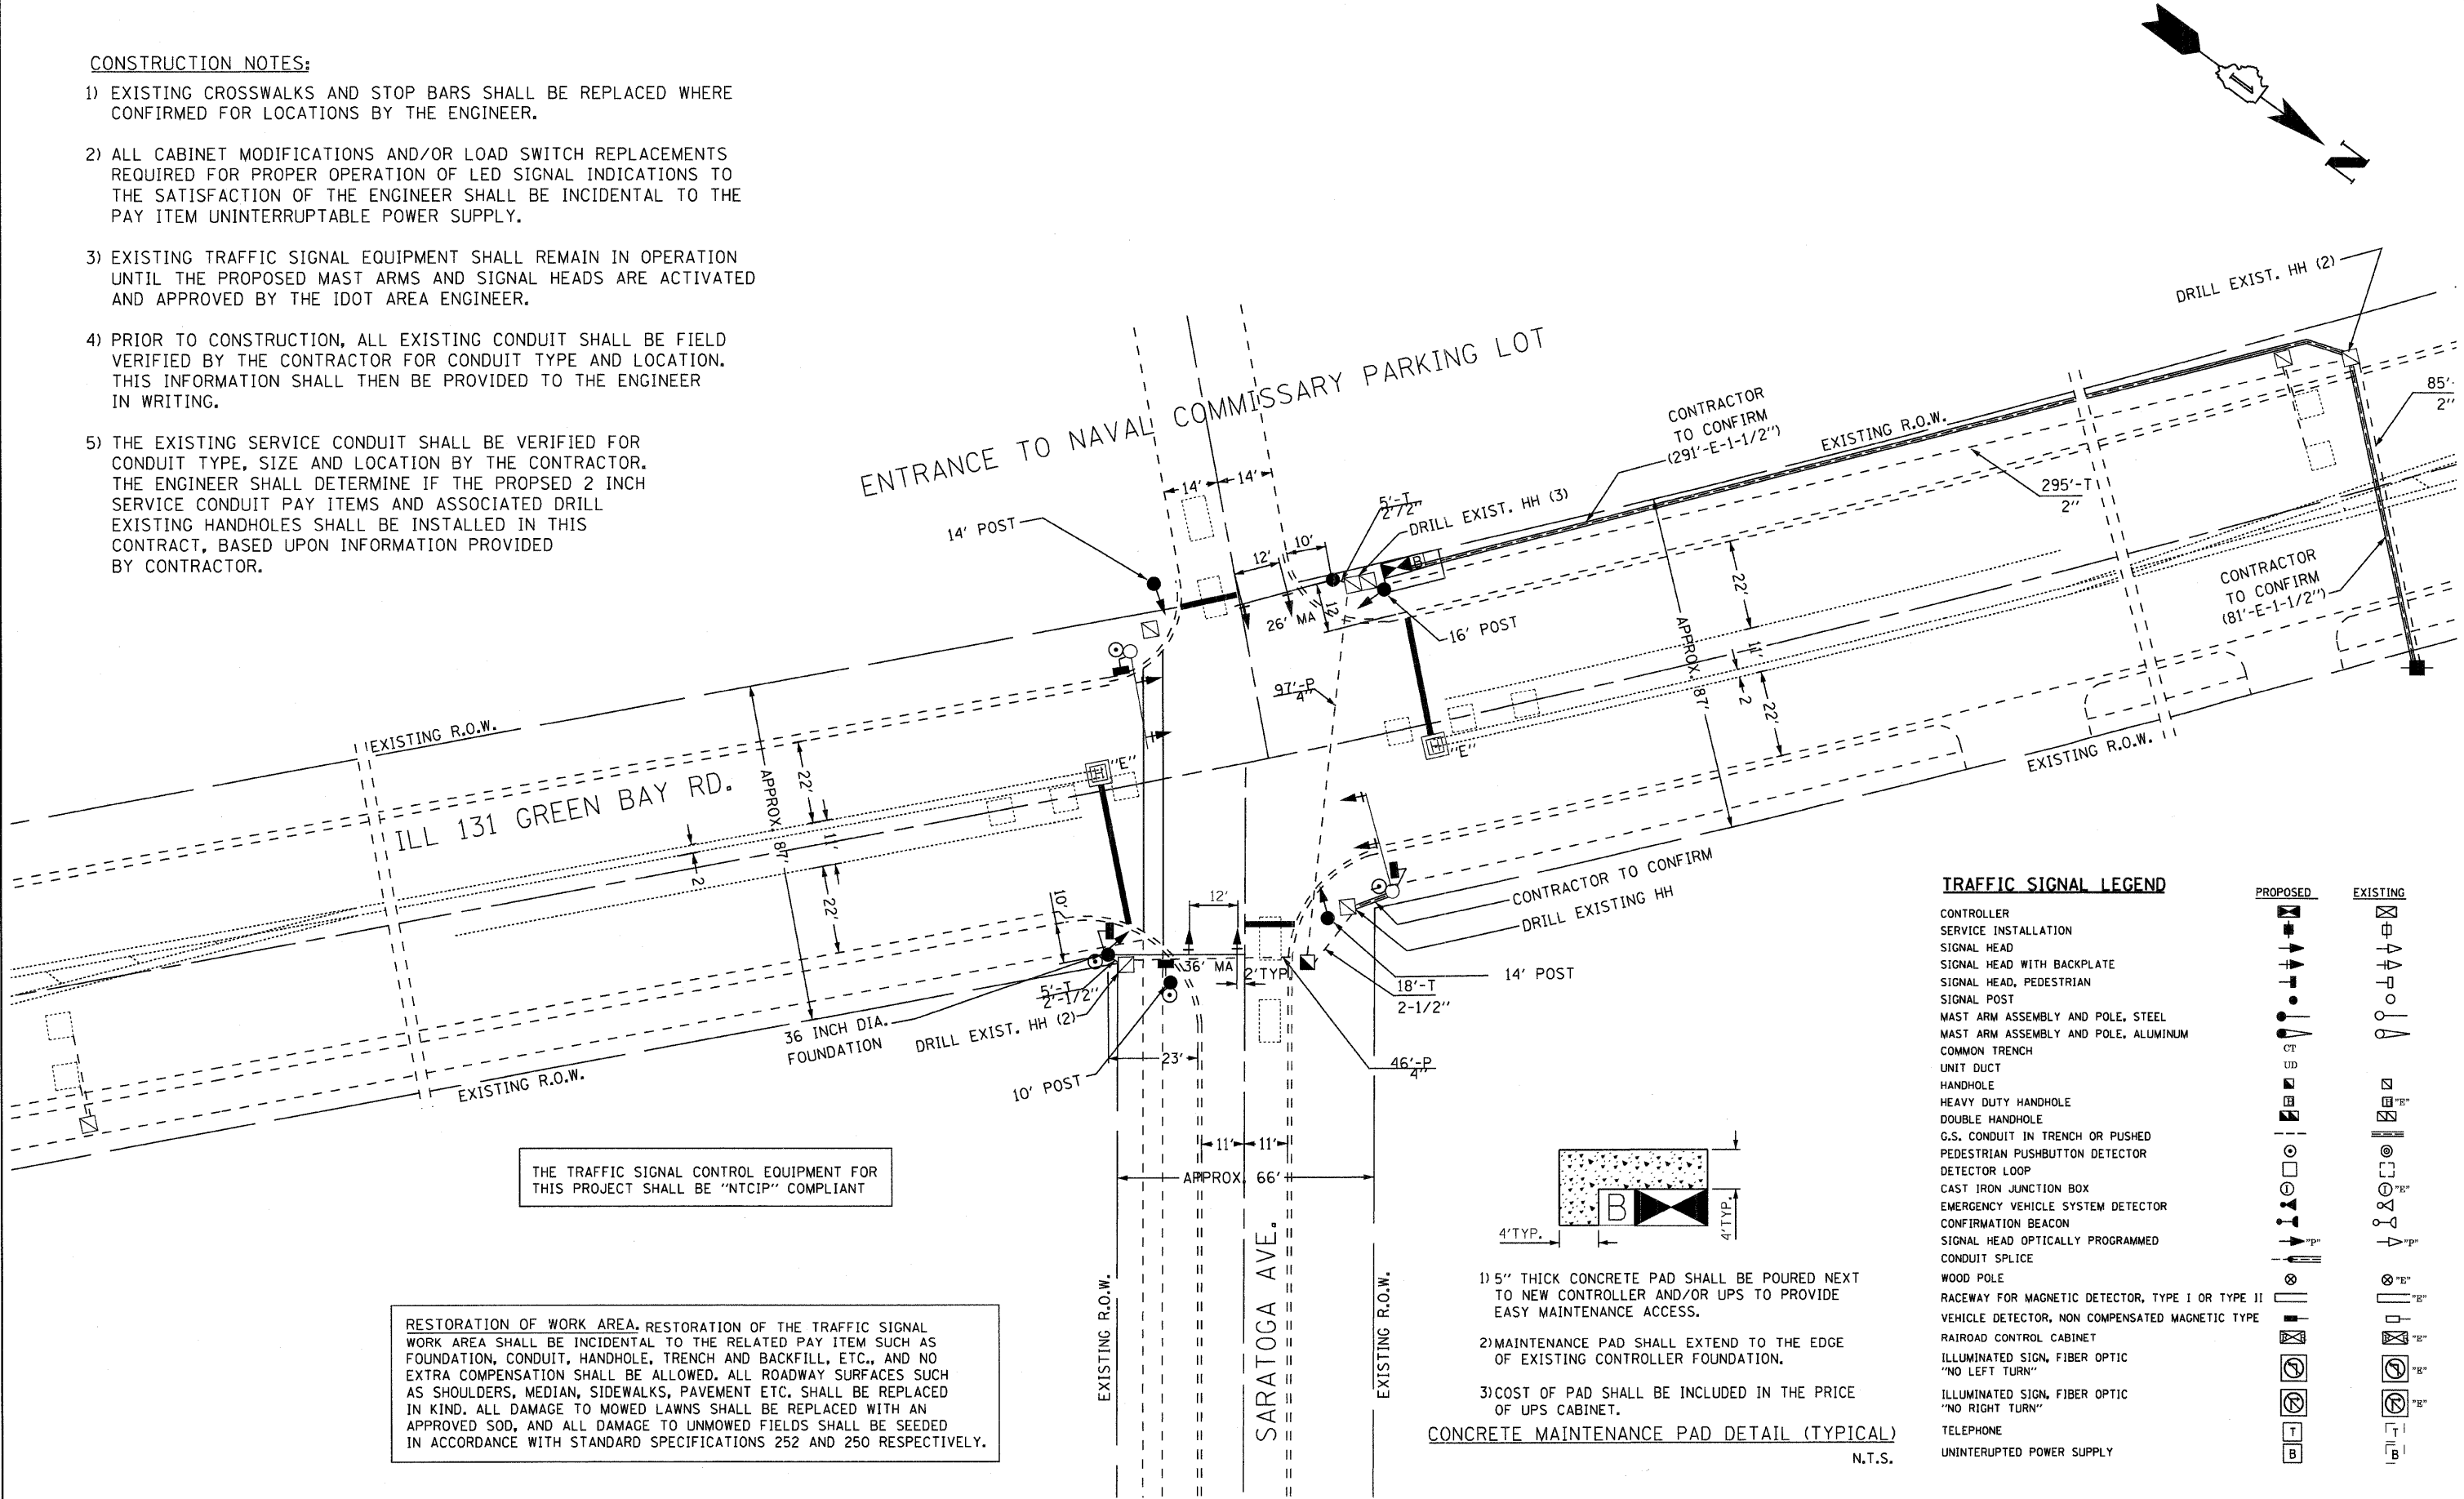 CONSTRUCTION NOTES:
1) EXISTING CROSSWALKS AND STOP BARS SHALL BE REPLACED WHERE
CONFIRMED FOR LOCATIONS BY THE ENGINEER.
2) ALL CABINET MODIFICATIONS AND/OR LOAD SWITCH REPLACEMENTS
REQUIRED FOR PROPER OPERATION OF LED SIGNAL INDICATIONS TO
THE SATISFACTION OF THE ENGINEER SHALL BE INCIDENTAL TO THE
PAY ITEM UNINTERRUPTABLE POWER SUPPLY.
3) EXISTING TRAFFIC SIGNAL EQUIPMENT SHALL REMAIN IN OPERATION
UNTIL THE PROPOSED MAST ARMS AND SIGNAL HEADS ARE ACTIVATED
AND APPROVED BY THE IDOT AREA ENGINEER.
4) PRIOR TO CONSTRUCTION, ALL EXISTING CONDUIT SHALL BE FIELD
VERIFIED BY THE CONTRACTOR FOR CONDUIT TYPE AND LOCATION.
THIS INFORMATION SHALL THEN BE PROVIDED TO THE ENGINEER
IN WRITING.
5) THE EXISTING SERVICE CONDUIT SHALL BE VERIFIED FOR
CONDUIT TYPE, SIZE AND LOCATION BY THE CONTRACTOR.
THE ENGINEER SHALL DETERMINE IF THE PROPSED 2 INCH
SERVICE CONDUIT PAY ITEMS AND ASSOCIATED DRILL
EXISTING HANDHOLES SHALL BE INSTALLED IN THIS
CONTRACT, BASED UPON INFORMATION PROVIDED
BY CONTRACTOR.
N
DRILL EXIST. HH (2)
ENTRANCE TO NAVAL COMMISSARY PARKING LOT
CONTRACTOR
TO CONFIRM
(291'-E-1-1/2")
EXISTING R.O.W.
85'-
2"
295'-T
2"
14'
14'
5'-T
2'/2"
DRILL EXIST. HH (3)
14' POST
12'
10'
B
CONTRACTOR
TO CONFIRM
(81'-E-1-1/2")
22'
12'
26' MA
16' POST
APPROX. 87'
11'
2
22'
97'-P
4"
"E"
EXISTING R.O.W.
EXISTING R.O.W.
ILL 131 GREEN BAY RD.
APPROX. 87'
22'
11'
2
22'
H
"E"
H
CONTRACTOR TO CONFIRM
DRILL EXISTING HH
10'
12'
36' MA
2'TYP.
14' POST
18'-T
2-1/2"
5'-T
2'-1/2"
36 INCH DIA.
FOUNDATION
DRILL EXIST. HH (2)
23'
10' POST
46'-P
4"
EXISTING R.O.W.
11'
11'
APPROX. 66'
SARATOGA AVE.
EXISTING R.O.W.
EXISTING R.O.W.
THE TRAFFIC SIGNAL CONTROL EQUIPMENT FOR
THIS PROJECT SHALL BE "NTCIP" COMPLIANT
RESTORATION OF WORK AREA. RESTORATION OF THE TRAFFIC SIGNAL
WORK AREA SHALL BE INCIDENTAL TO THE RELATED PAY ITEM SUCH AS
FOUNDATION, CONDUIT, HANDHOLE, TRENCH AND BACKFILL, ETC., AND NO
EXTRA COMPENSATION SHALL BE ALLOWED. ALL ROADWAY SURFACES SUCH
AS SHOULDERS, MEDIAN, SIDEWALKS, PAVEMENT ETC. SHALL BE REPLACED
IN KIND. ALL DAMAGE TO MOWED LAWNS SHALL BE REPLACED WITH AN
APPROVED SOD, AND ALL DAMAGE TO UNMOWED FIELDS SHALL BE SEEDED
IN ACCORDANCE WITH STANDARD SPECIFICATIONS 252 AND 250 RESPECTIVELY.
B
4'TYP.
4'TYP.
1) 5" THICK CONCRETE PAD SHALL BE POURED NEXT
TO NEW CONTROLLER AND/OR UPS TO PROVIDE
EASY MAINTENANCE ACCESS.
2)MAINTENANCE PAD SHALL EXTEND TO THE EDGE
OF EXISTING CONTROLLER FOUNDATION.
3)COST OF PAD SHALL BE INCLUDED IN THE PRICE
OF UPS CABINET.
CONCRETE MAINTENANCE PAD DETAIL (TYPICAL)
N.T.S.
TRAFFIC SIGNAL LEGEND
PROPOSED EXISTING
CONTROLLER
SERVICE INSTALLATION
SIGNAL HEAD
SIGNAL HEAD WITH BACKPLATE
SIGNAL HEAD, PEDESTRIAN
SIGNAL POST
MAST ARM ASSEMBLY AND POLE, STEEL
MAST ARM ASSEMBLY AND POLE, ALUMINUM
COMMON TRENCH CT
UNIT DUCT UD
HANDHOLE
HEAVY DUTY HANDHOLE H H "E"
DOUBLE HANDHOLE
G.S. CONDUIT IN TRENCH OR PUSHED
PEDESTRIAN PUSHBUTTON DETECTOR
DETECTOR LOOP
CAST IRON JUNCTION BOX I I "E"
EMERGENCY VEHICLE SYSTEM DETECTOR
CONFIRMATION BEACON
SIGNAL HEAD OPTICALLY PROGRAMMED "P" "P"
CONDUIT SPLICE
WOOD POLE "E"
RACEWAY FOR MAGNETIC DETECTOR, TYPE I OR TYPE II "E"
VEHICLE DETECTOR, NON COMPENSATED MAGNETIC TYPE
RAIROAD CONTROL CABINET "E"
ILLUMINATED SIGN, FIBER OPTIC
"NO LEFT TURN" "E"
ILLUMINATED SIGN, FIBER OPTIC
"NO RIGHT TURN" "E"
TELEPHONE T T
UNINTERUPTED POWER SUPPLY B B